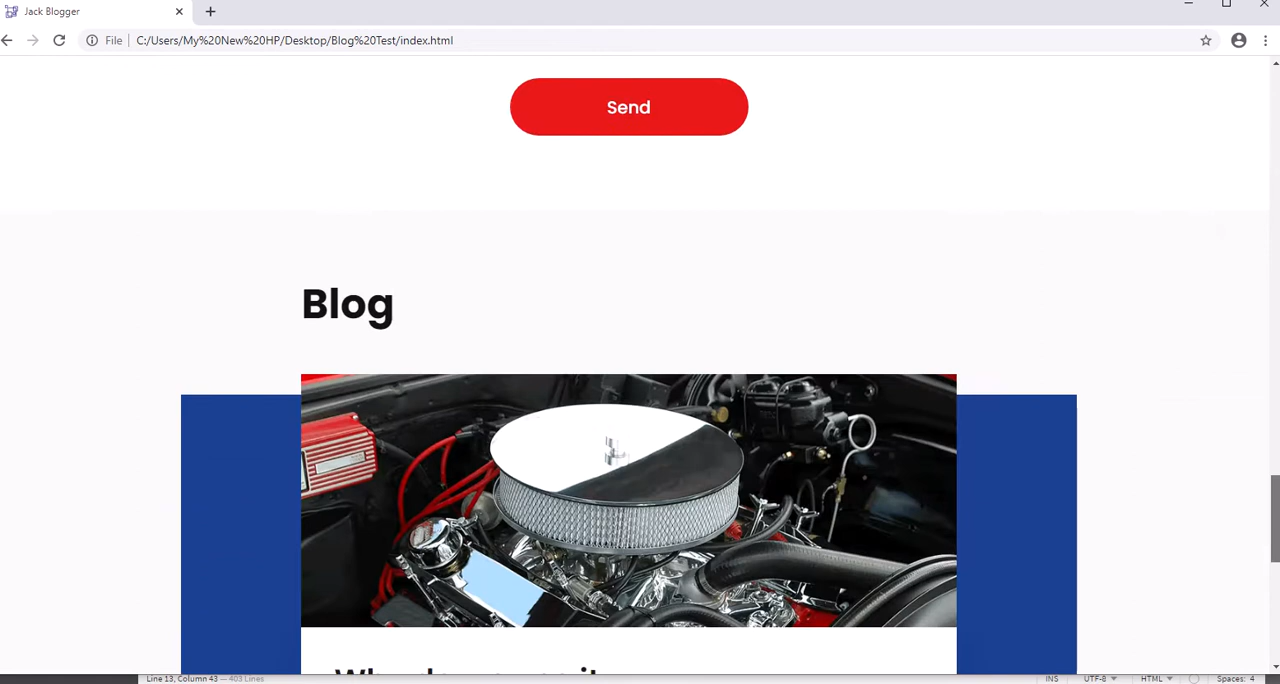 Jack Blogger
File C:/Users/My%20New%20HP/Desktop/Blog%20Test/index.html
Send
Blog
Line 13, Column 43 — 403 Lines INS UTF-8 HTML Spaces: 4